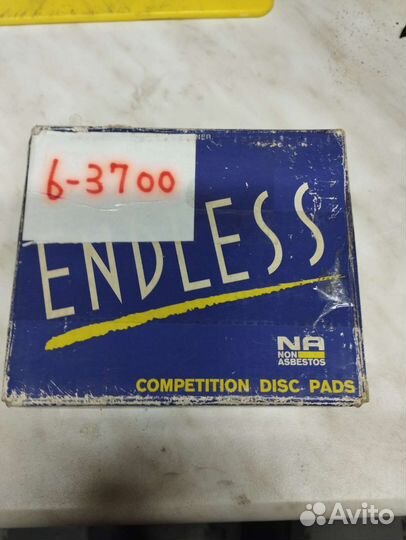 6-3700
ENDLESS
NA
NON
ASBESTOS
COMPETITION DISC PADS
Avito